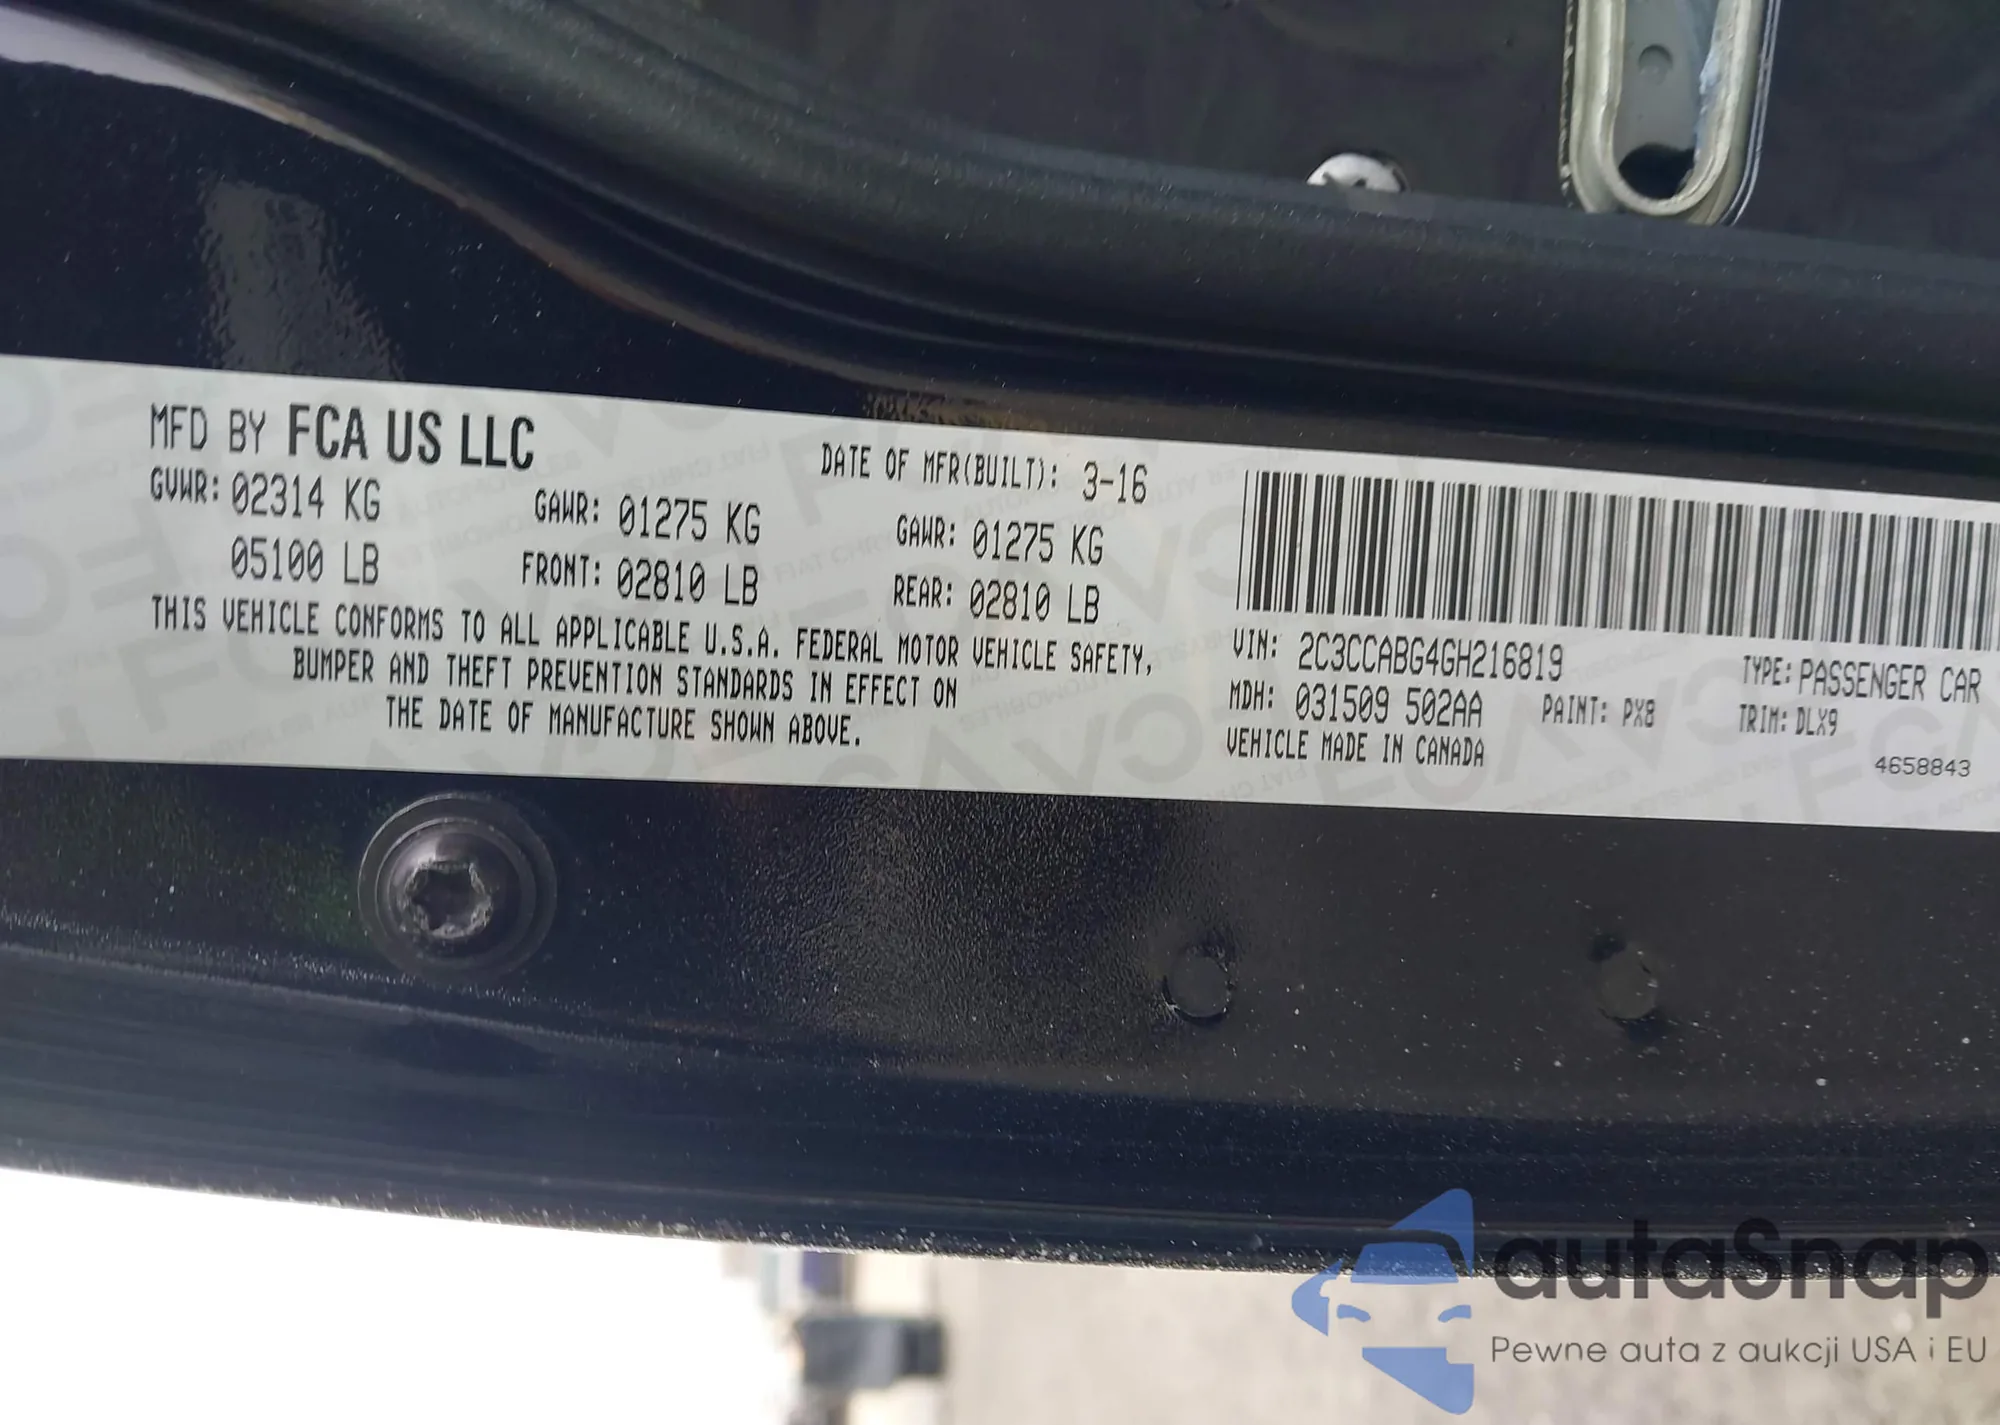 MFD BY FCA US LLC
DATE OF MFR(BUILT): 3-16
GVWR: 02314 KG GAWR: 01275 KG GAWR: 01275 KG
05100 LB FRONT: 02810 LB REAR: 02810 LB
THIS VEHICLE CONFORMS TO ALL APPLICABLE U.S.A. FEDERAL MOTOR VEHICLE SAFETY,
BUMPER AND THEFT PREVENTION STANDARDS IN EFFECT ON
THE DATE OF MANUFACTURE SHOWN ABOVE.
VIN: 2C3CCABG4GH216819 TYPE: PASSENGER CAR
MDH: 031509 502AA PAINT: PX8 TRIM: DLX9
VEHICLE MADE IN CANADA 4658843
autoSnap
Pewne auta z aukcji USA i EU